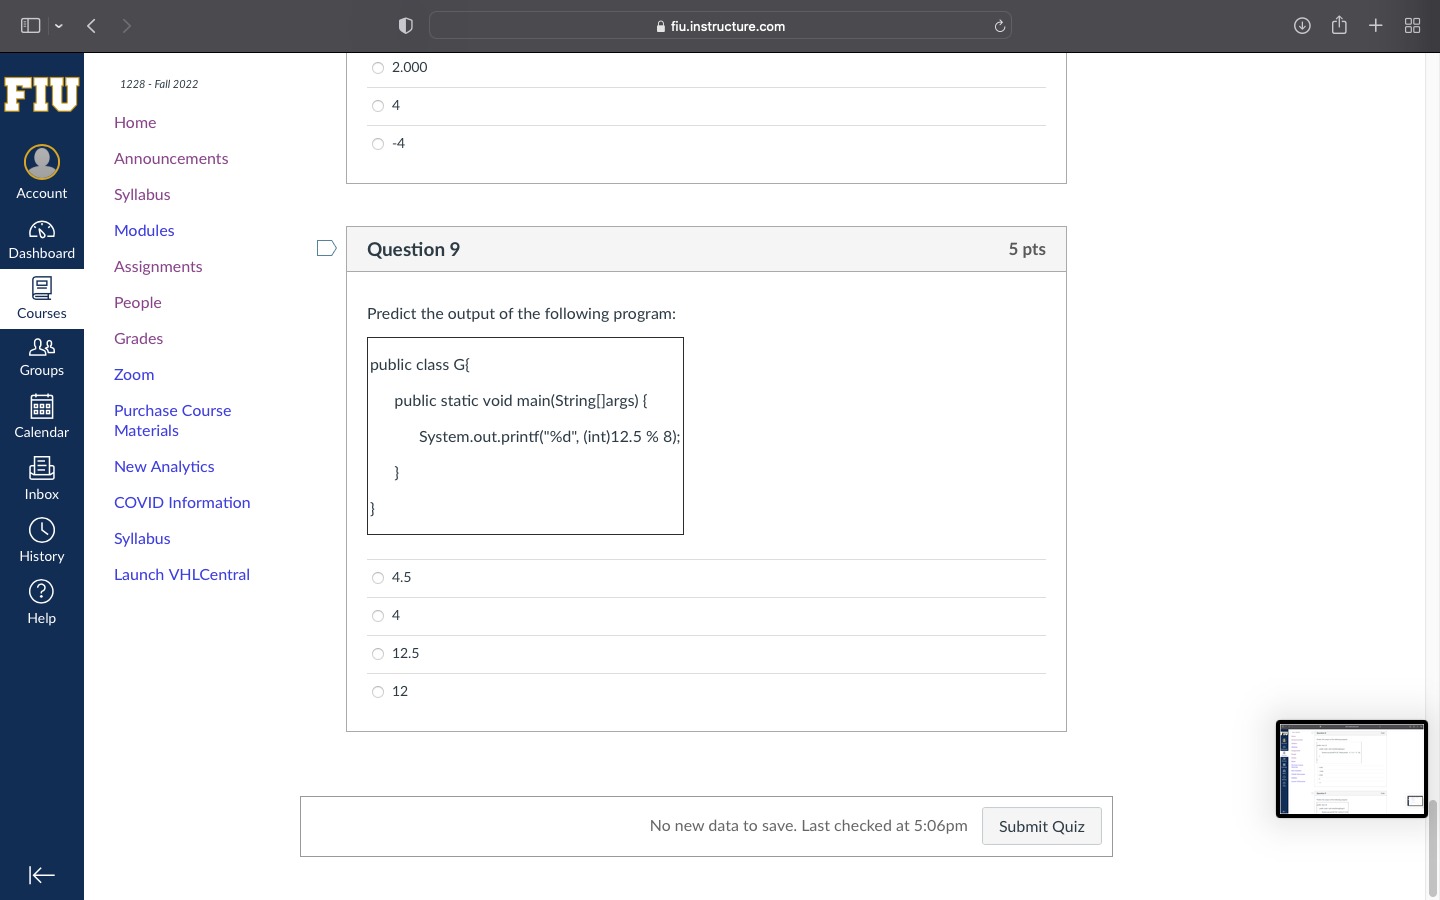 fiu.instructure.com
FIU
Account
Dashboard
Courses
Groups
Calendar
Inbox
History
?
Help
1228 - Fall 2022
Home
Announcements
Syllabus
Modules
Assignments
People
Grades
Zoom
Purchase Course
Materials
New Analytics
COVID Information
Syllabus
Launch VHLCentral
2.000
4
-4
Question 9
5 pts
Predict the output of the following program:
public class G{
public static void main(String[]args) {
System.out.printf("%d", (int)12.5 % 8);
}
}
4.5
4
12.5
12
No new data to save. Last checked at 5:06pm
Submit Quiz